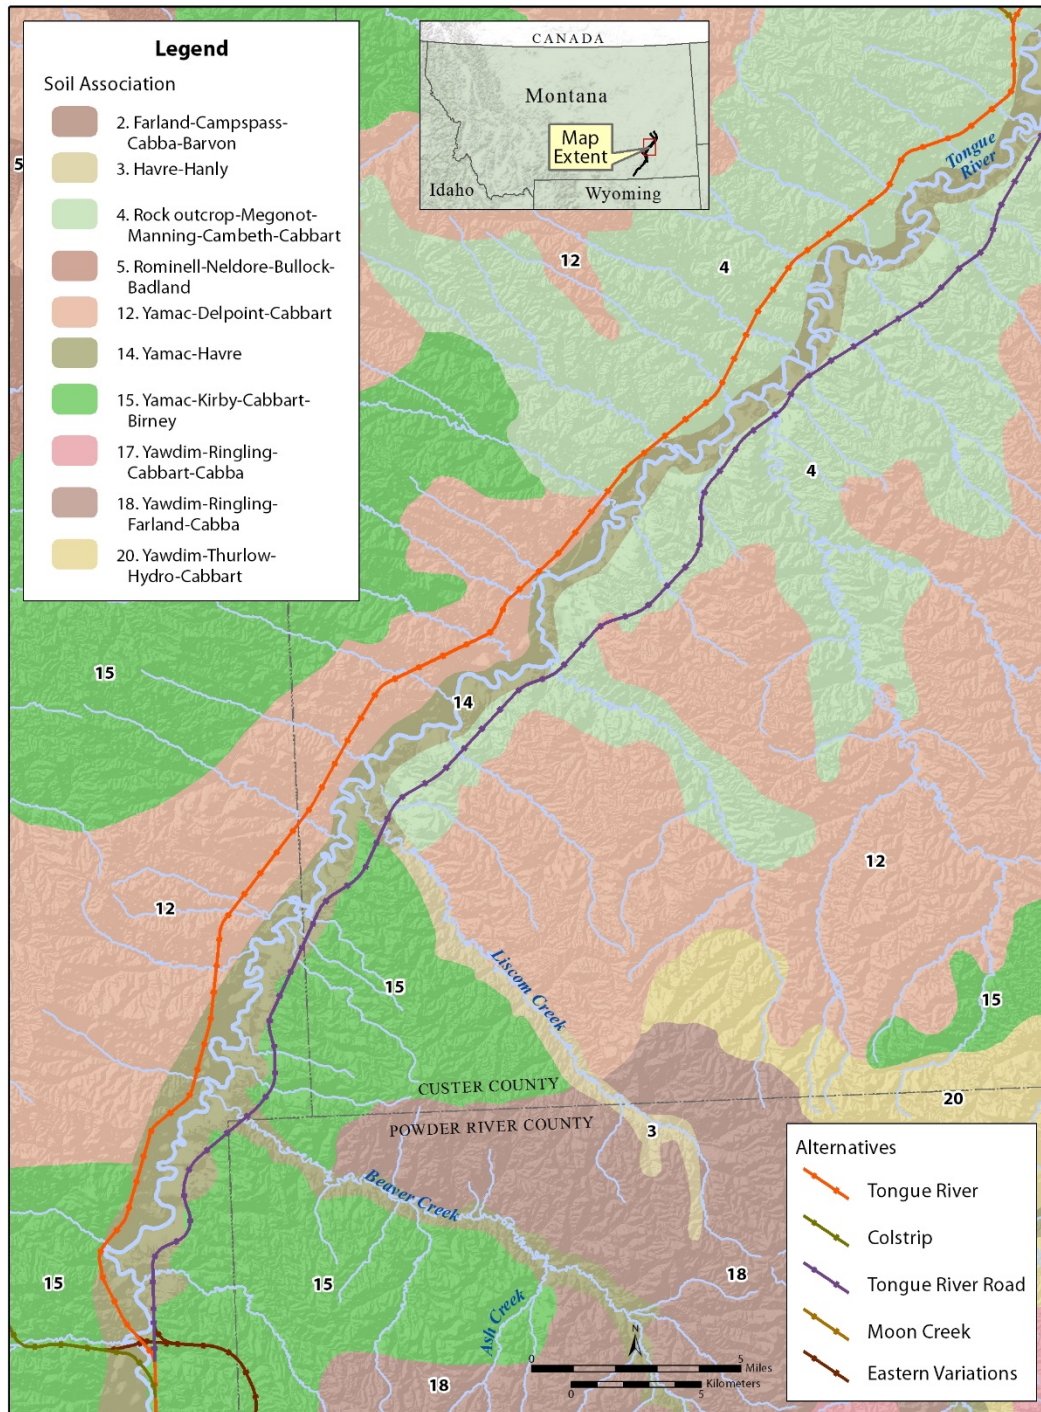 Legend
Soil Association
2. Farland-Campspass-
Cabba-Barvon
3. Havre-Hanly
4. Rock outcrop-Megonot-
Manning-Cambeth-Cabbart
5. Rominell-Neldore-Bullock-
Badland
12. Yamac-Delpoint-Cabbart
14. Yamac-Havre
15. Yamac-Kirby-Cabbart-
Birney
17. Yawdim-Ringling-
Cabbart-Cabba
18. Yawdim-Ringling-
Farland-Cabba
20. Yawdim-Thurlow-
Hydro-Cabbart
CANADA
Montana
Map
Extent
Idaho
Wyoming
Tongue
River
5
12
4
4
15
14
12
12
15
15
Liscom Creek
CUSTER COUNTY
20
POWDER RIVER COUNTY
3
Beaver Creek
15
15
18
Ash Creek
18
N
0 5
Miles
0 5
Kilometers
Alternatives
Tongue River
Colstrip
Tongue River Road
Moon Creek
Eastern Variations